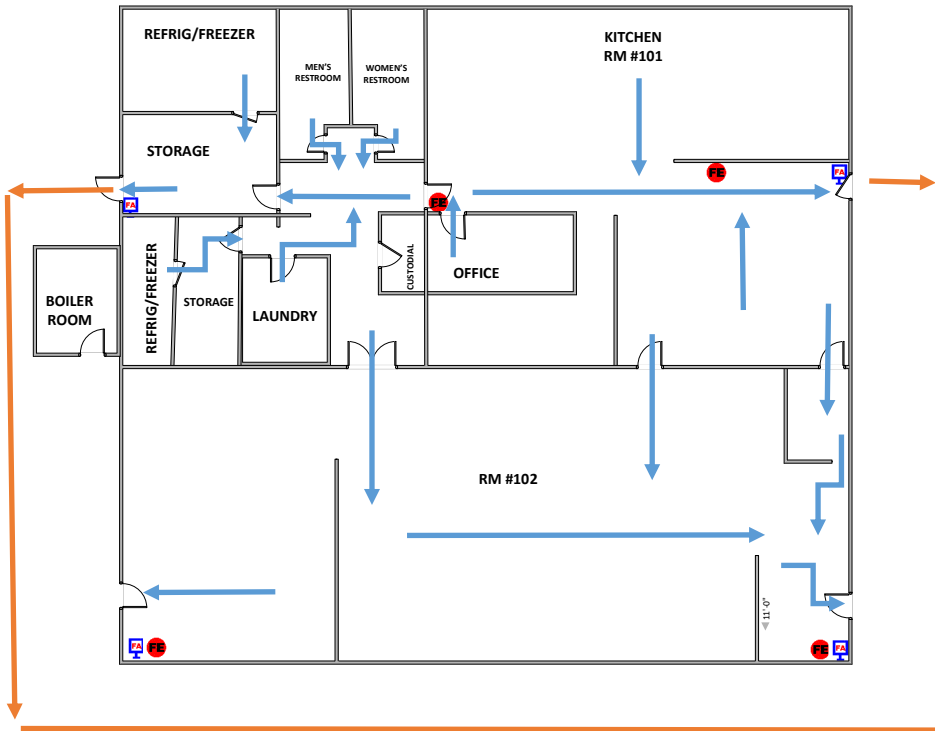 REFRIG/FREEZER
MEN'S
RESTROOM
WOMEN'S
RESTROOM
KITCHEN
RM #101
STORAGE
FE
FA
FA
FE
REFRIG/FREEZER
STORAGE
LAUNDRY
CUSTODIAL
OFFICE
BOILER
ROOM
RM #102
11'-0"
FA
FE
FE
FA